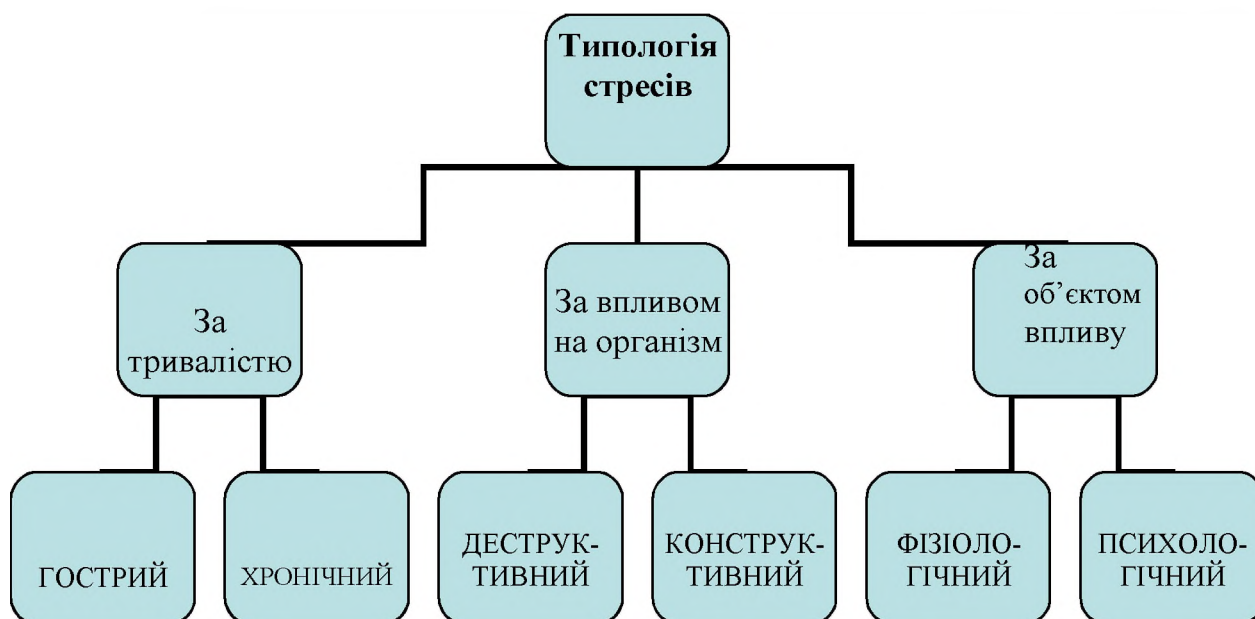 Типологія
стресів
За
тривалістю
За впливом
на організм
За
об’єктом
впливу
ГОСТРИЙ
ХРОНІЧНИЙ
ДЕСТРУК-
ТИВНИЙ
КОНСТРУК-
ТИВНИЙ
ФІЗІОЛО-
ГІЧНИЙ
ПСИХОЛО-
ГІЧНИЙ